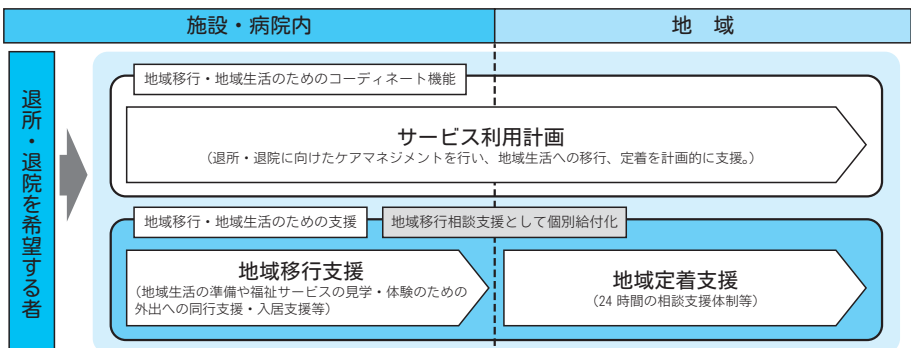 施設・病院内
地　域
退所・退院を希望する者
地域移行・地域生活のためのコーディネート機能
サービス利用計画
（退所・退院に向けたケアマネジメントを行い、地域生活への移行、定着を計画的に支援。）
地域移行・地域生活のための支援
地域移行相談支援として個別給付化
地域移行支援
（地域生活の準備や福祉サービスの見学・体験のための
外出への同行支援・入居支援等）
地域定着支援
（24 時間の相談支援体制等）